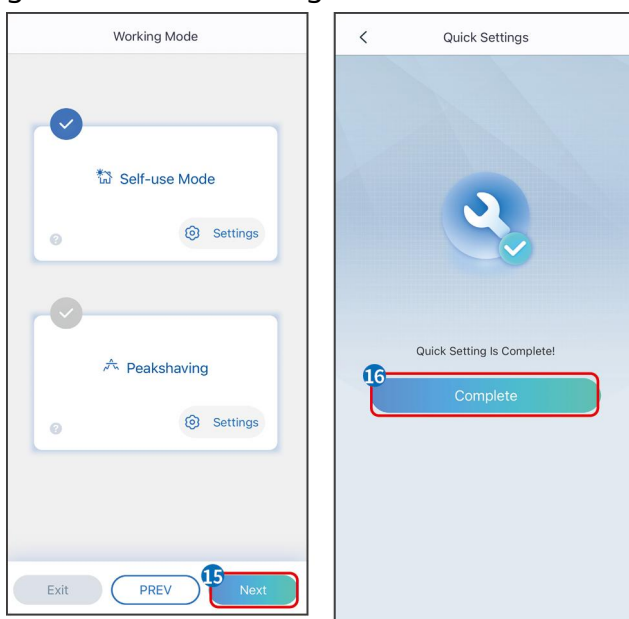 Working Mode
Self-use Mode
Settings
Peakshaving
Settings
Exit
PREV
15
Next
Quick Settings
Quick Setting Is Complete!
16
Complete